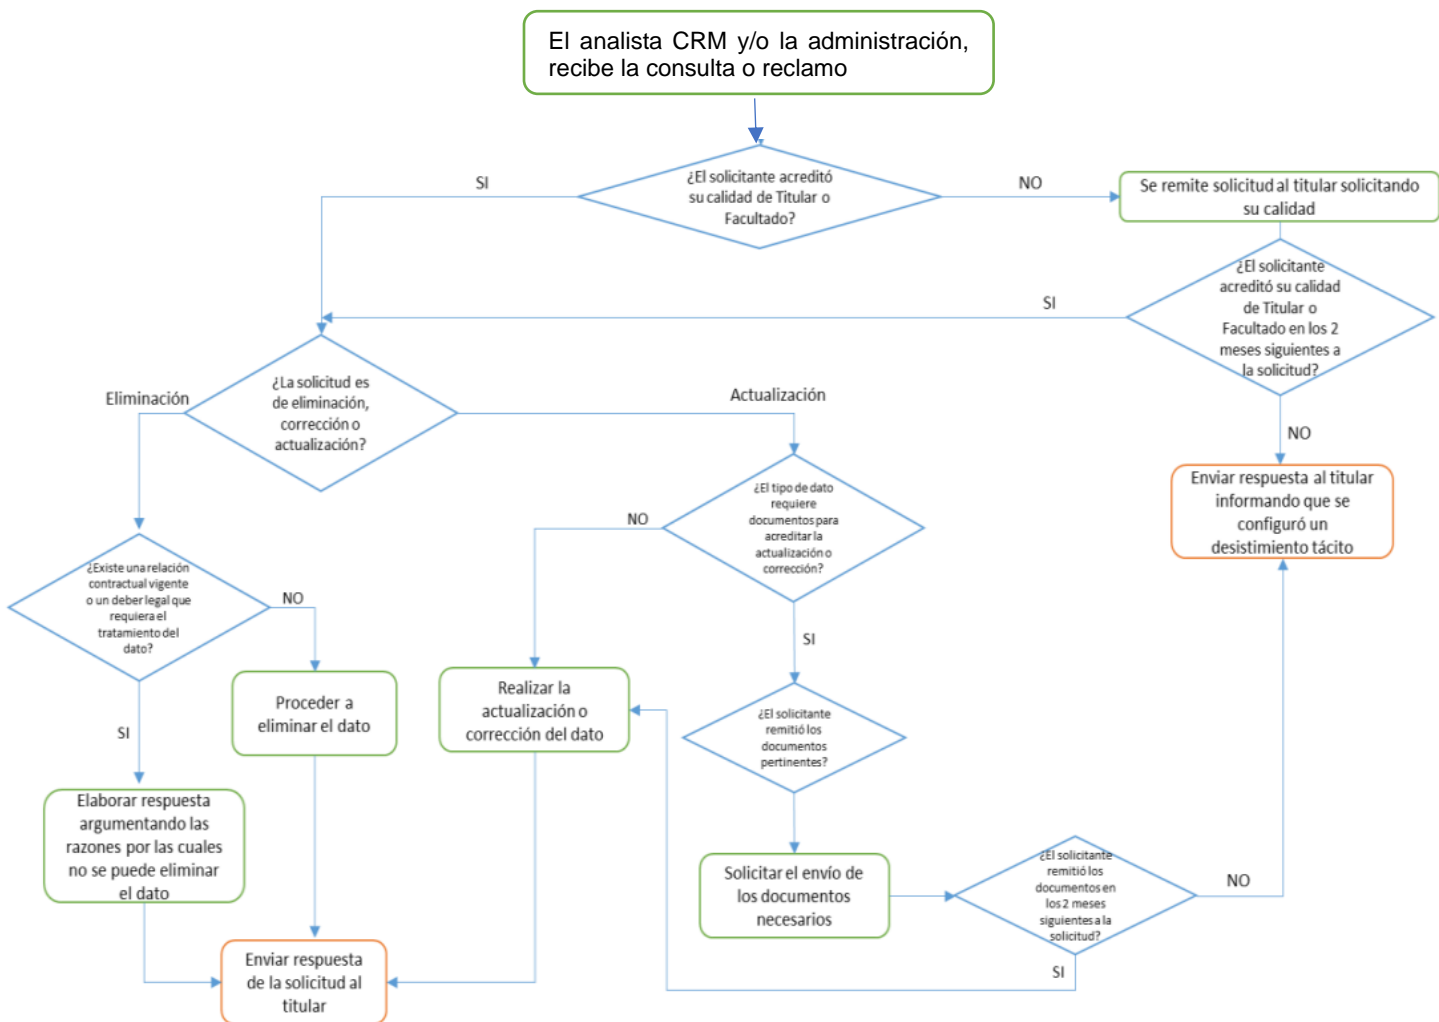 El analista CRM y/o la administración,
recibe la consulta o reclamo
¿El solicitante acreditó
su calidad de Titular o
Facultado?
SI
NO
Se remite solicitud al titular solicitando
su calidad
¿El solicitante
acreditó su calidad
de Titular o
Facultado en los 2
meses siguientes a
la solicitud?
SI
NO
Enviar respuesta al titular
informando que se
configuró un
desistimiento tácito
¿La solicitud es
de eliminación,
corrección o
actualización?
Eliminación
Actualización
¿El tipo de dato
requiere
documentos para
acreditar la
actualización o
corrección?
NO
SI
¿Existe una relación
contractual vigente
o un deber legal que
requiera el
tratamiento del
dato?
NO
SI
Proceder a
eliminar el dato
Realizar la
actualización o
corrección del dato
¿El solicitante
remitió los
documentos
pertinentes?
Elaborar respuesta
argumentando las
razones por las cuales
no se puede eliminar
el dato
Solicitar el envío de
los documentos
necesarios
¿El solicitante
remitió los
documentos en
los 2 meses
siguientes a la
solicitud?
NO
SI
Enviar respuesta
de la solicitud al
titular